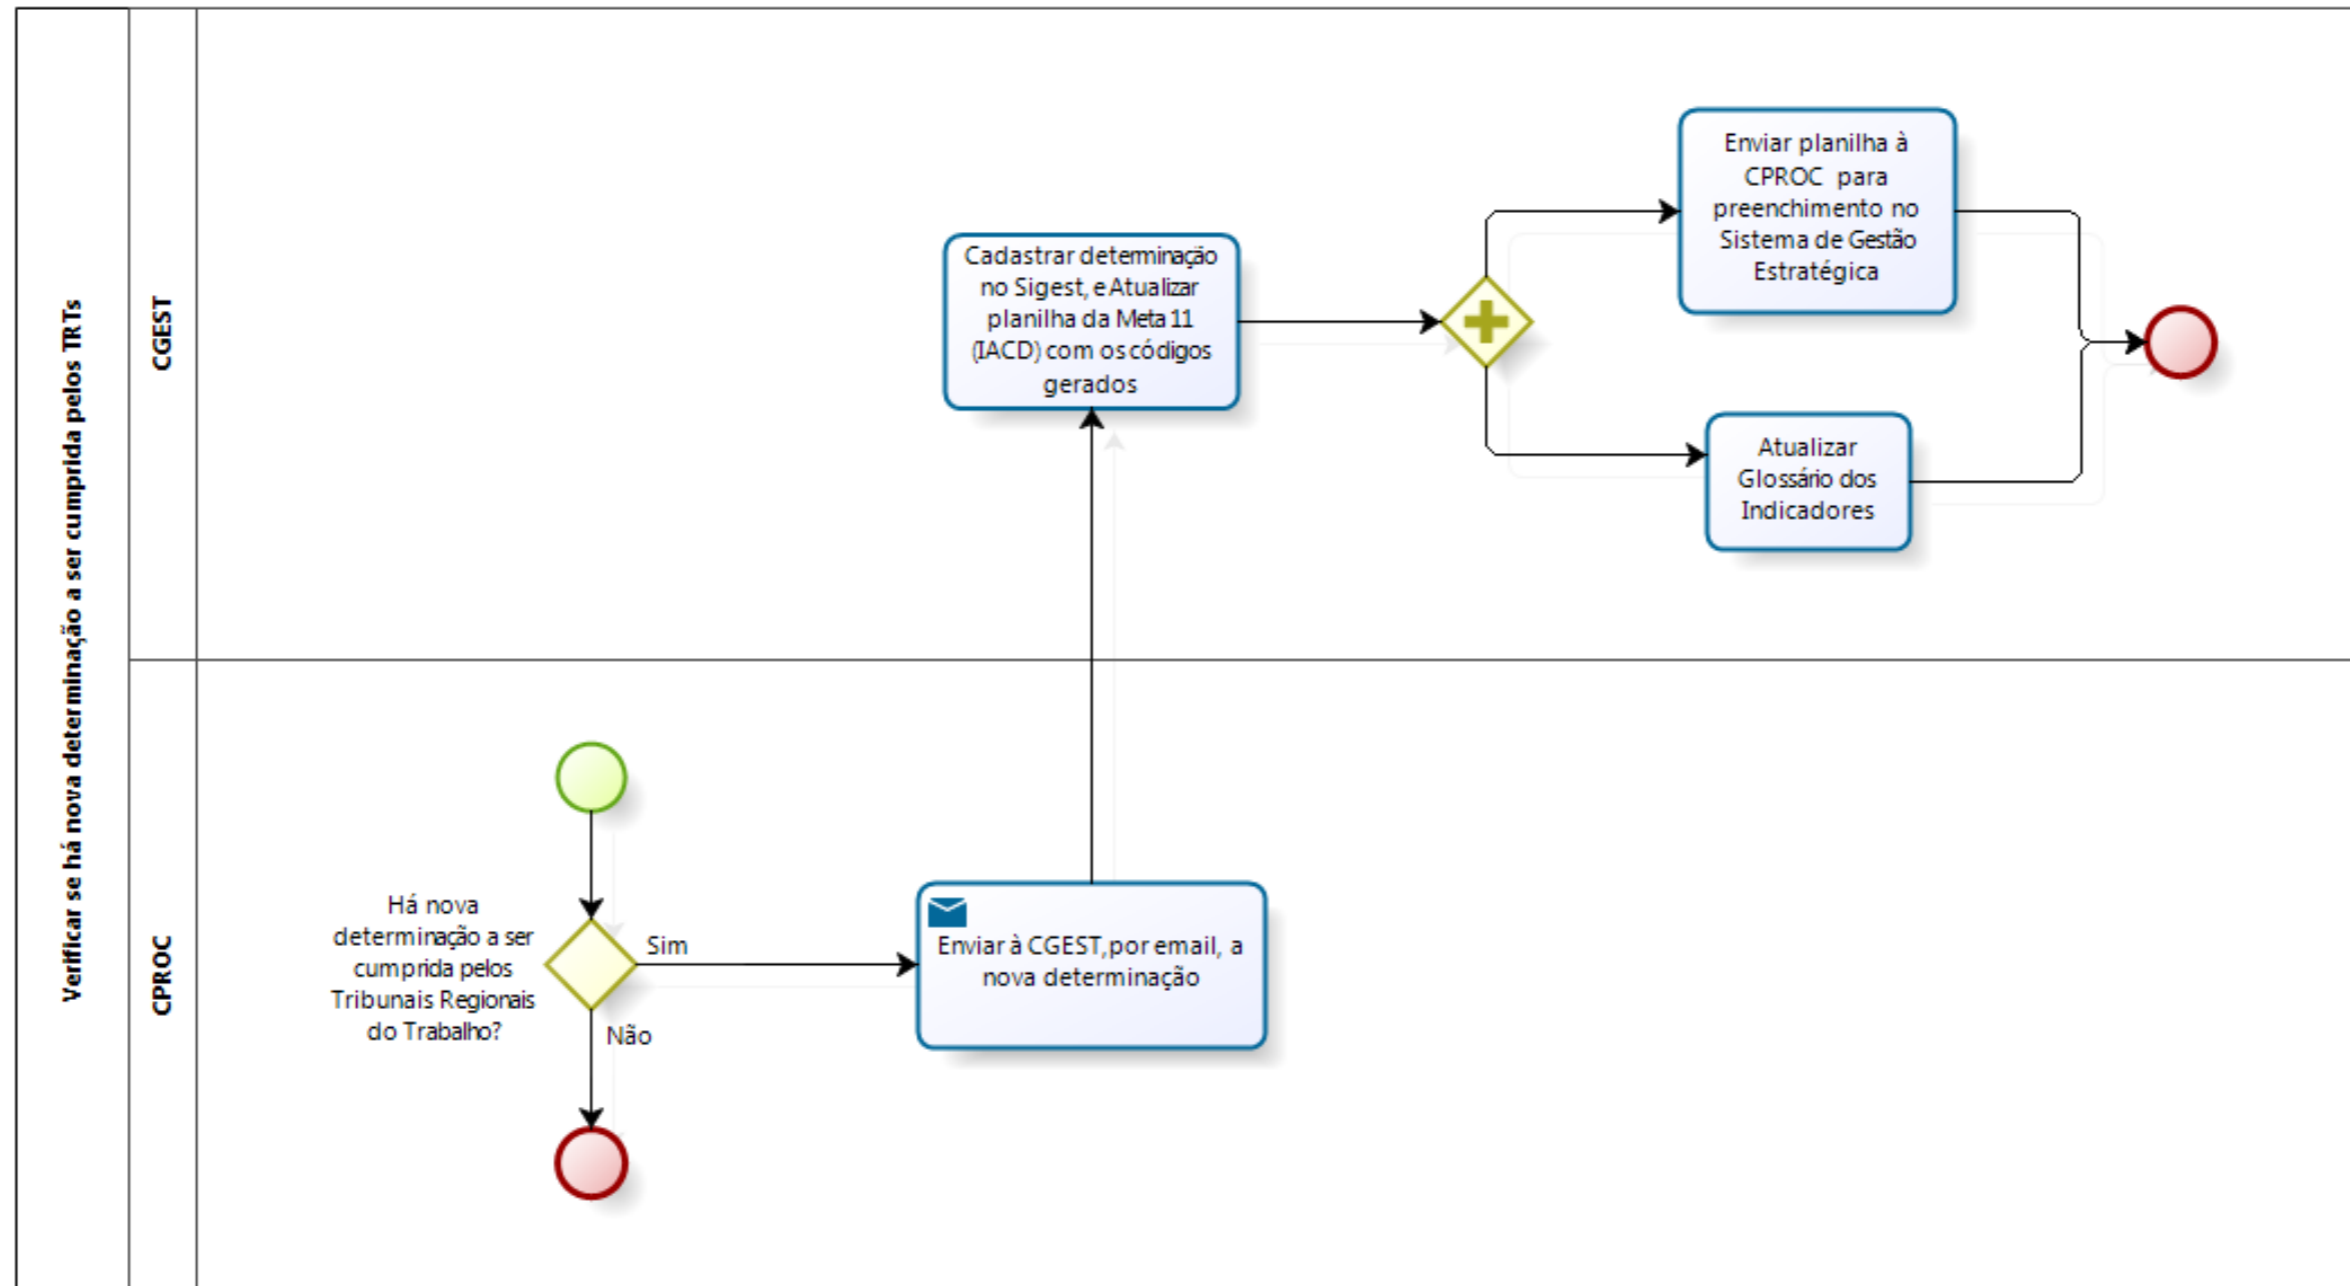 Verificar se há nova determinação a ser cumprida pelos TRTs
CGEST
Cadastrar determinação
no Sigest, e Atualizar
planilha da Meta 11
(IACD) com os códigos
gerados
Enviar planilha à
CPROC para
preenchimento no
Sistema de Gestão
Estratégica
Atualizar
Glossário dos
Indicadores
CPROC
Há nova
determinação a ser
cumprida pelos
Tribunais Regionais
do Trabalho?
Sim
Não
Enviar à CGEST,por email, a
nova determinação